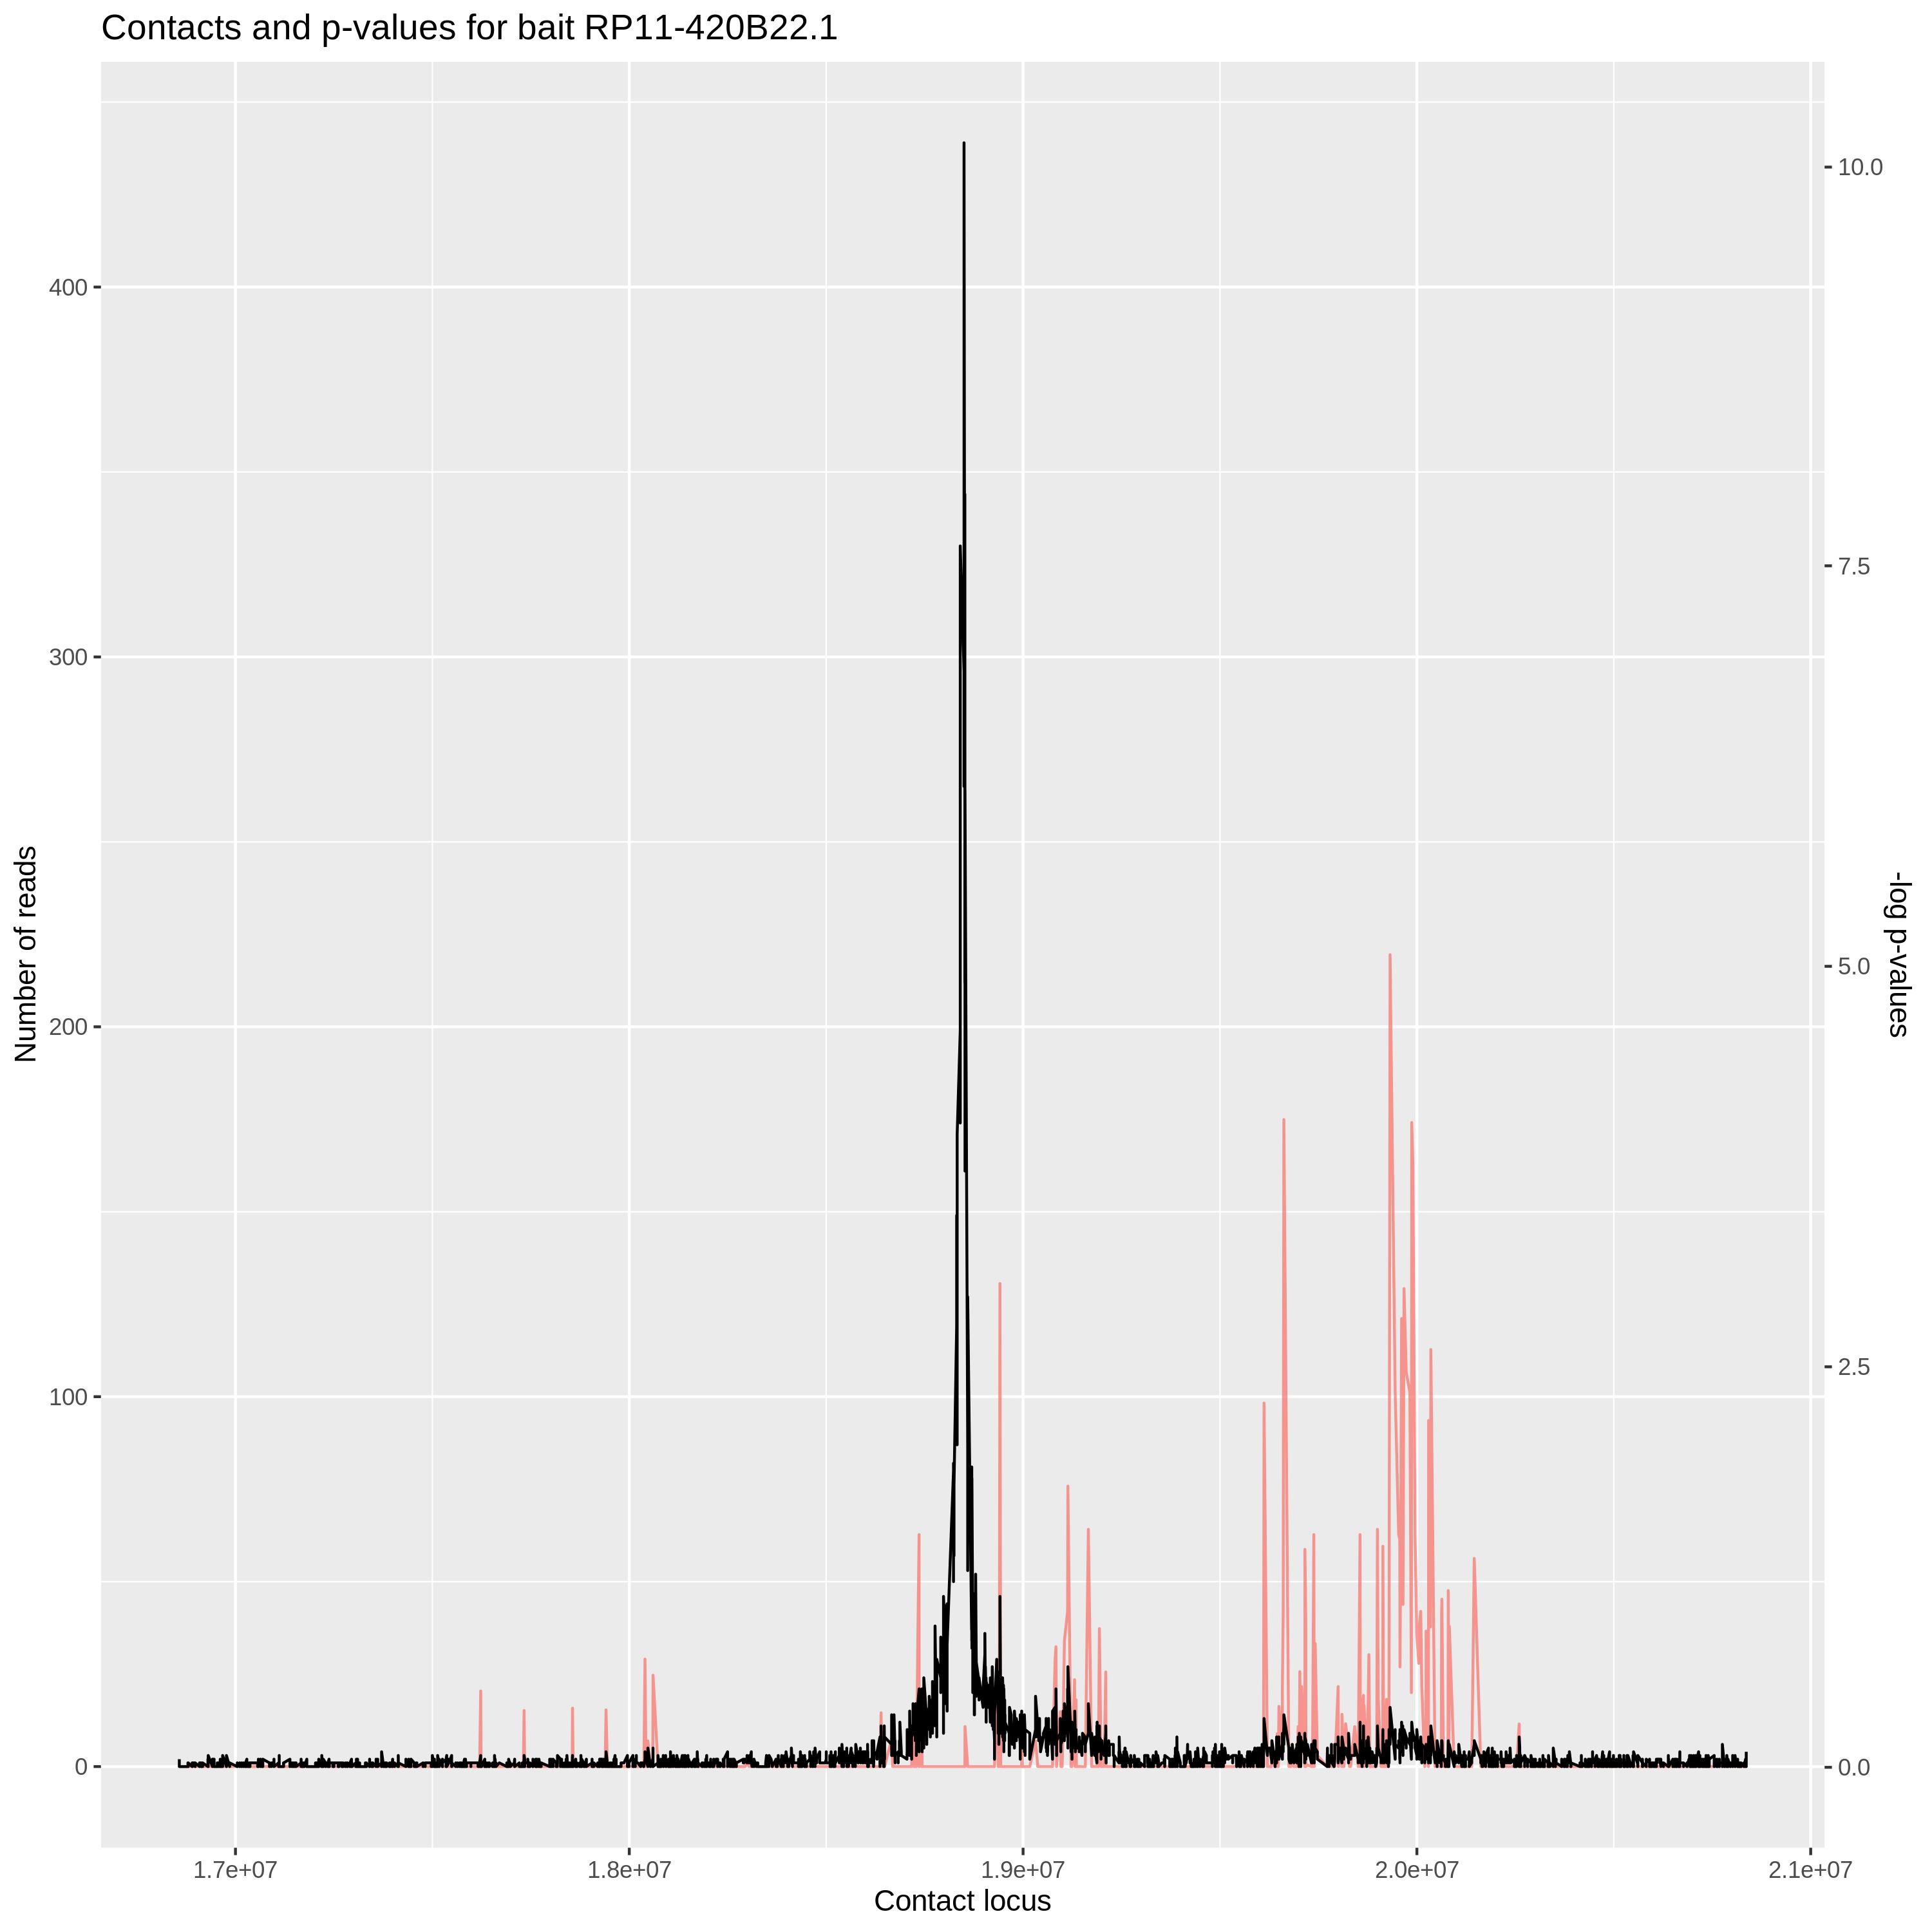 Contacts and p-values for bait RP11-420B22.1
400
300
200
100
0
Number of reads
10.0
7.5
5.0
2.5
0.0
-log p-values
1.7e+07
1.8e+07
1.9e+07
2.0e+07
2.1e+07
Contact locus